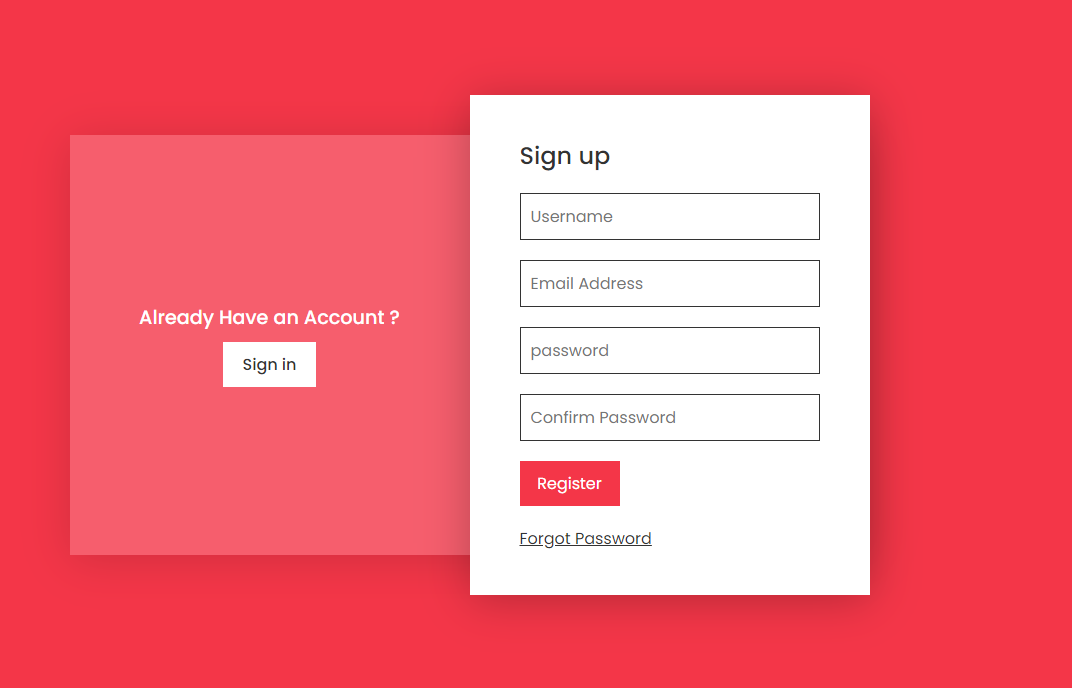 Already Have an Account ?
Sign in
Sign up
Username
Email Address
password
Confirm Password
Register
Forgot Password